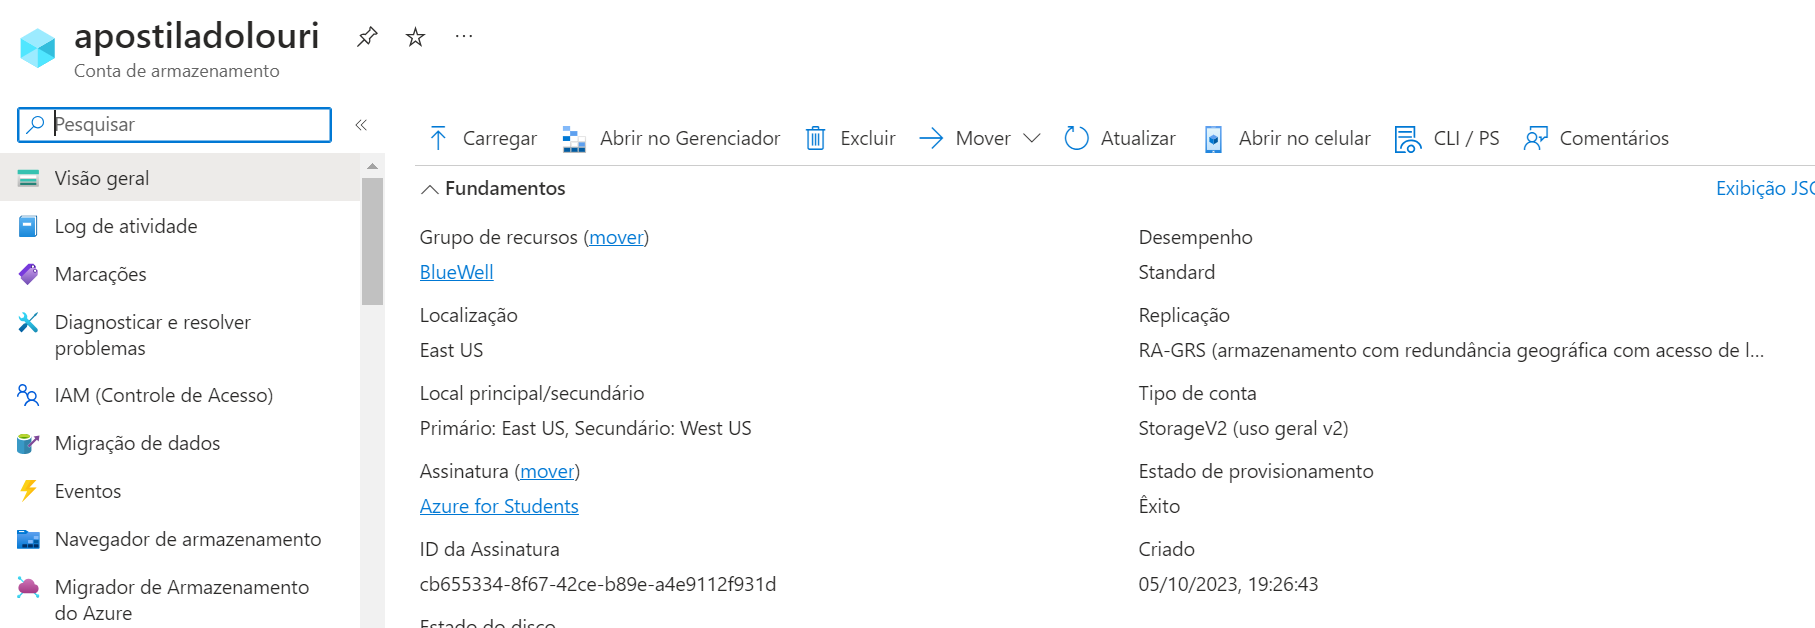 apostiladolouri
Conta de armazenamento
Pesquisar
Visão geral
Log de atividade
Marcações
Diagnosticar e resolver
problemas
IAM (Controle de Acesso)
Migração de dados
Eventos
Navegador de armazenamento
Migrador de Armazenamento
do Azure
Carregar
Abrir no Gerenciador
Excluir
Mover
Atualizar
Abrir no celular
CLI / PS
Comentários
Fundamentos
Exibição JSO
Grupo de recursos (mover)
BlueWell
Localização
East US
Local principal/secundário
Primário: East US, Secundário: West US
Assinatura (mover)
Azure for Students
ID da Assinatura
cb655334-8f67-42ce-b89e-a4e9112f931d
Estado do disco
Desempenho
Standard
Replicação
RA-GRS (armazenamento com redundância geográfica com acesso de l...
Tipo de conta
StorageV2 (uso geral v2)
Estado de provisionamento
Êxito
Criado
05/10/2023, 19:26:43